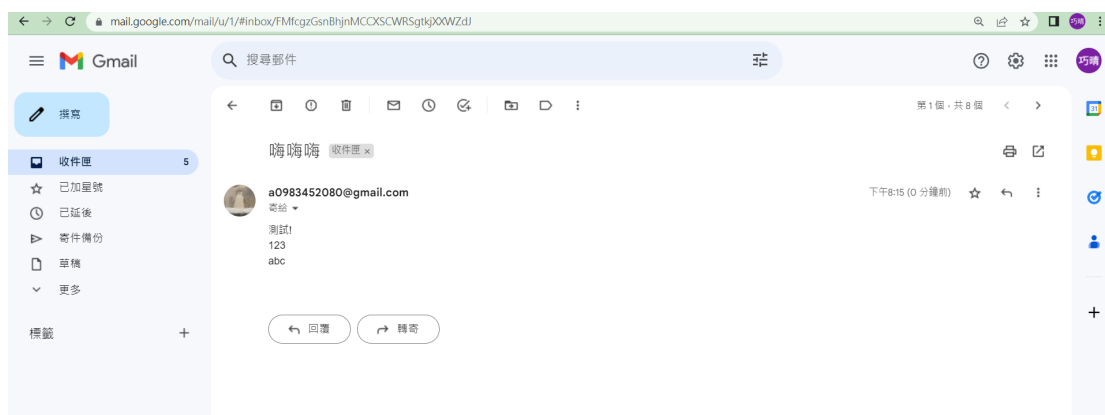 mail.google.com/mail/u/1/#inbox/FMfcgzGsnBhjnMCCXSCWRSgtkjXXWZdJ
巧晴
Gmail
搜尋郵件
巧晴
撰寫
第 1 個，共 8 個
31
嗨嗨嗨 收件匣 x
收件匣 5
已加星號
a0983452080@gmail.com
下午8:15 (0 分鐘前)
寄給
已延後
測試!
寄件備份
123
草稿
abc
更多
回覆
轉寄
標籤